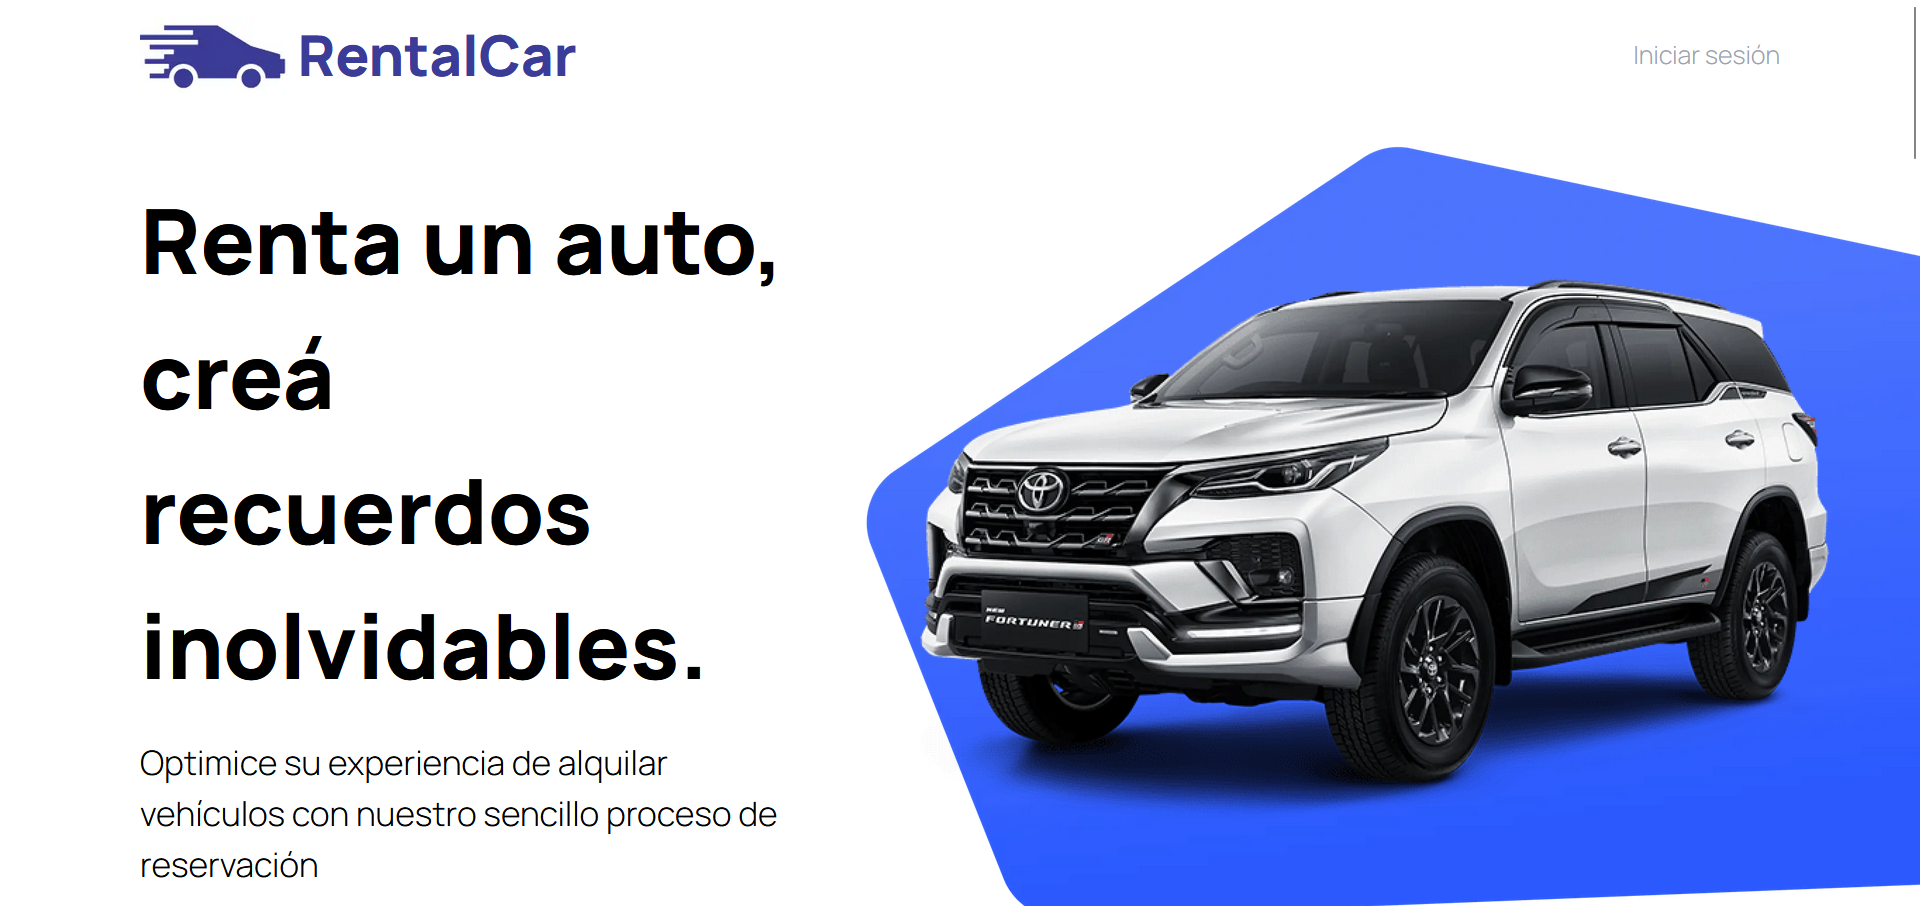 RentalCar
Iniciar sesión
Renta un auto,
creá
recuerdos
inolvidables.
NEW
FORTUNER
Optimice su experiencia de alquilar
vehículos con nuestro sencillo proceso de
reservación